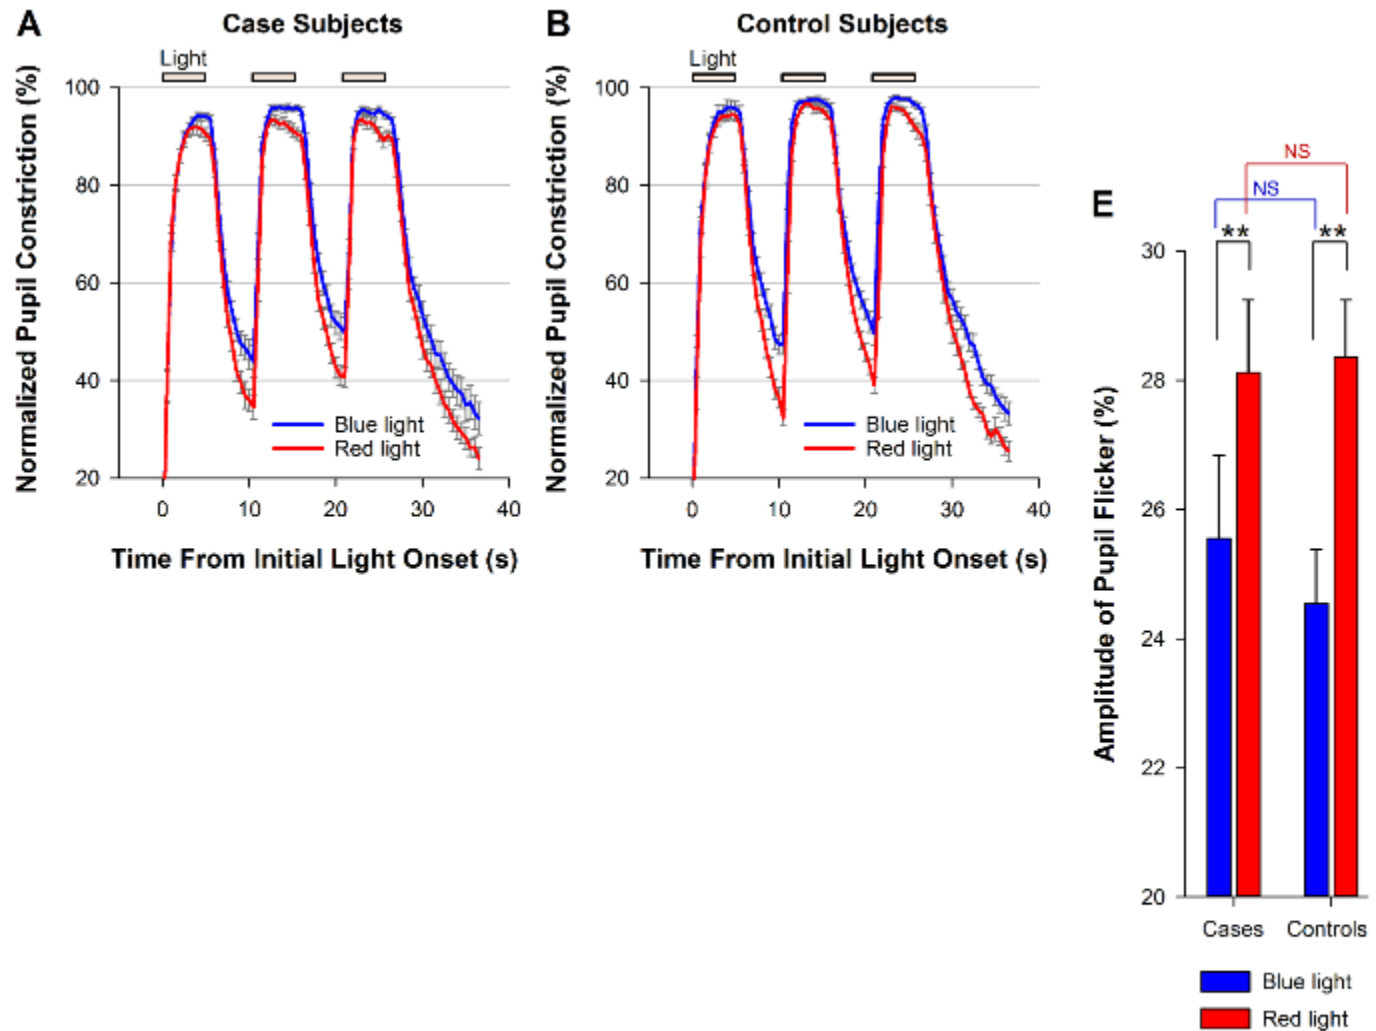 A
Case Subjects
Light
Normalized Pupil Constriction (%)
100
80
60
40
20
Blue light
Red light
0 10 20 30 40
Time From Initial Light Onset (s)
B
Control Subjects
Light
Normalized Pupil Constriction (%)
100
80
60
40
20
Blue light
Red light
0 10 20 30 40
Time From Initial Light Onset (s)
E
NS
NS
** **
Amplitude of Pupil Flicker (%)
30
28
26
24
22
20
Cases Controls
Blue light
Red light